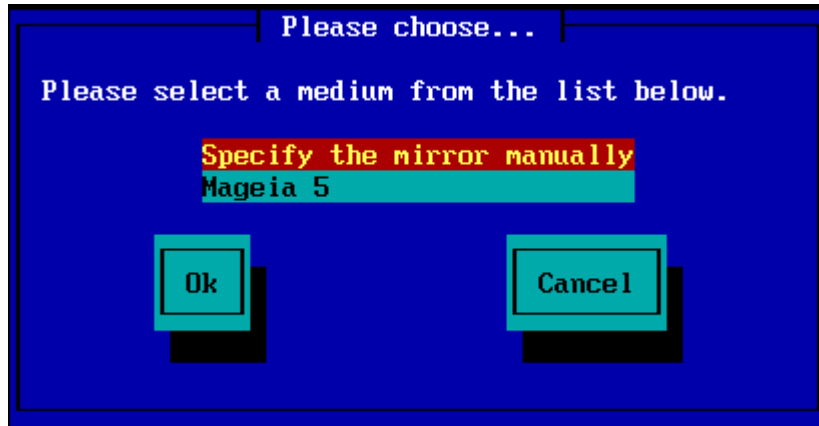 Please choose...
Please select a medium from the list below.
Specify the mirror manually
Mageia 5
Ok
Cancel